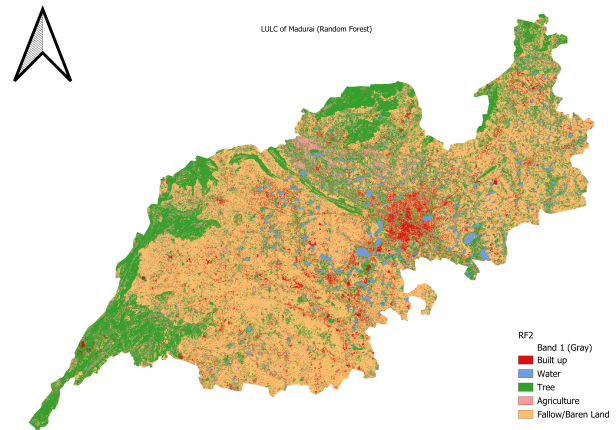 LULC of Madurai (Random Forest)
RF2
Band 1 (Gray)
Built up
Water
Tree
Agriculture
Fallow/Baren Land